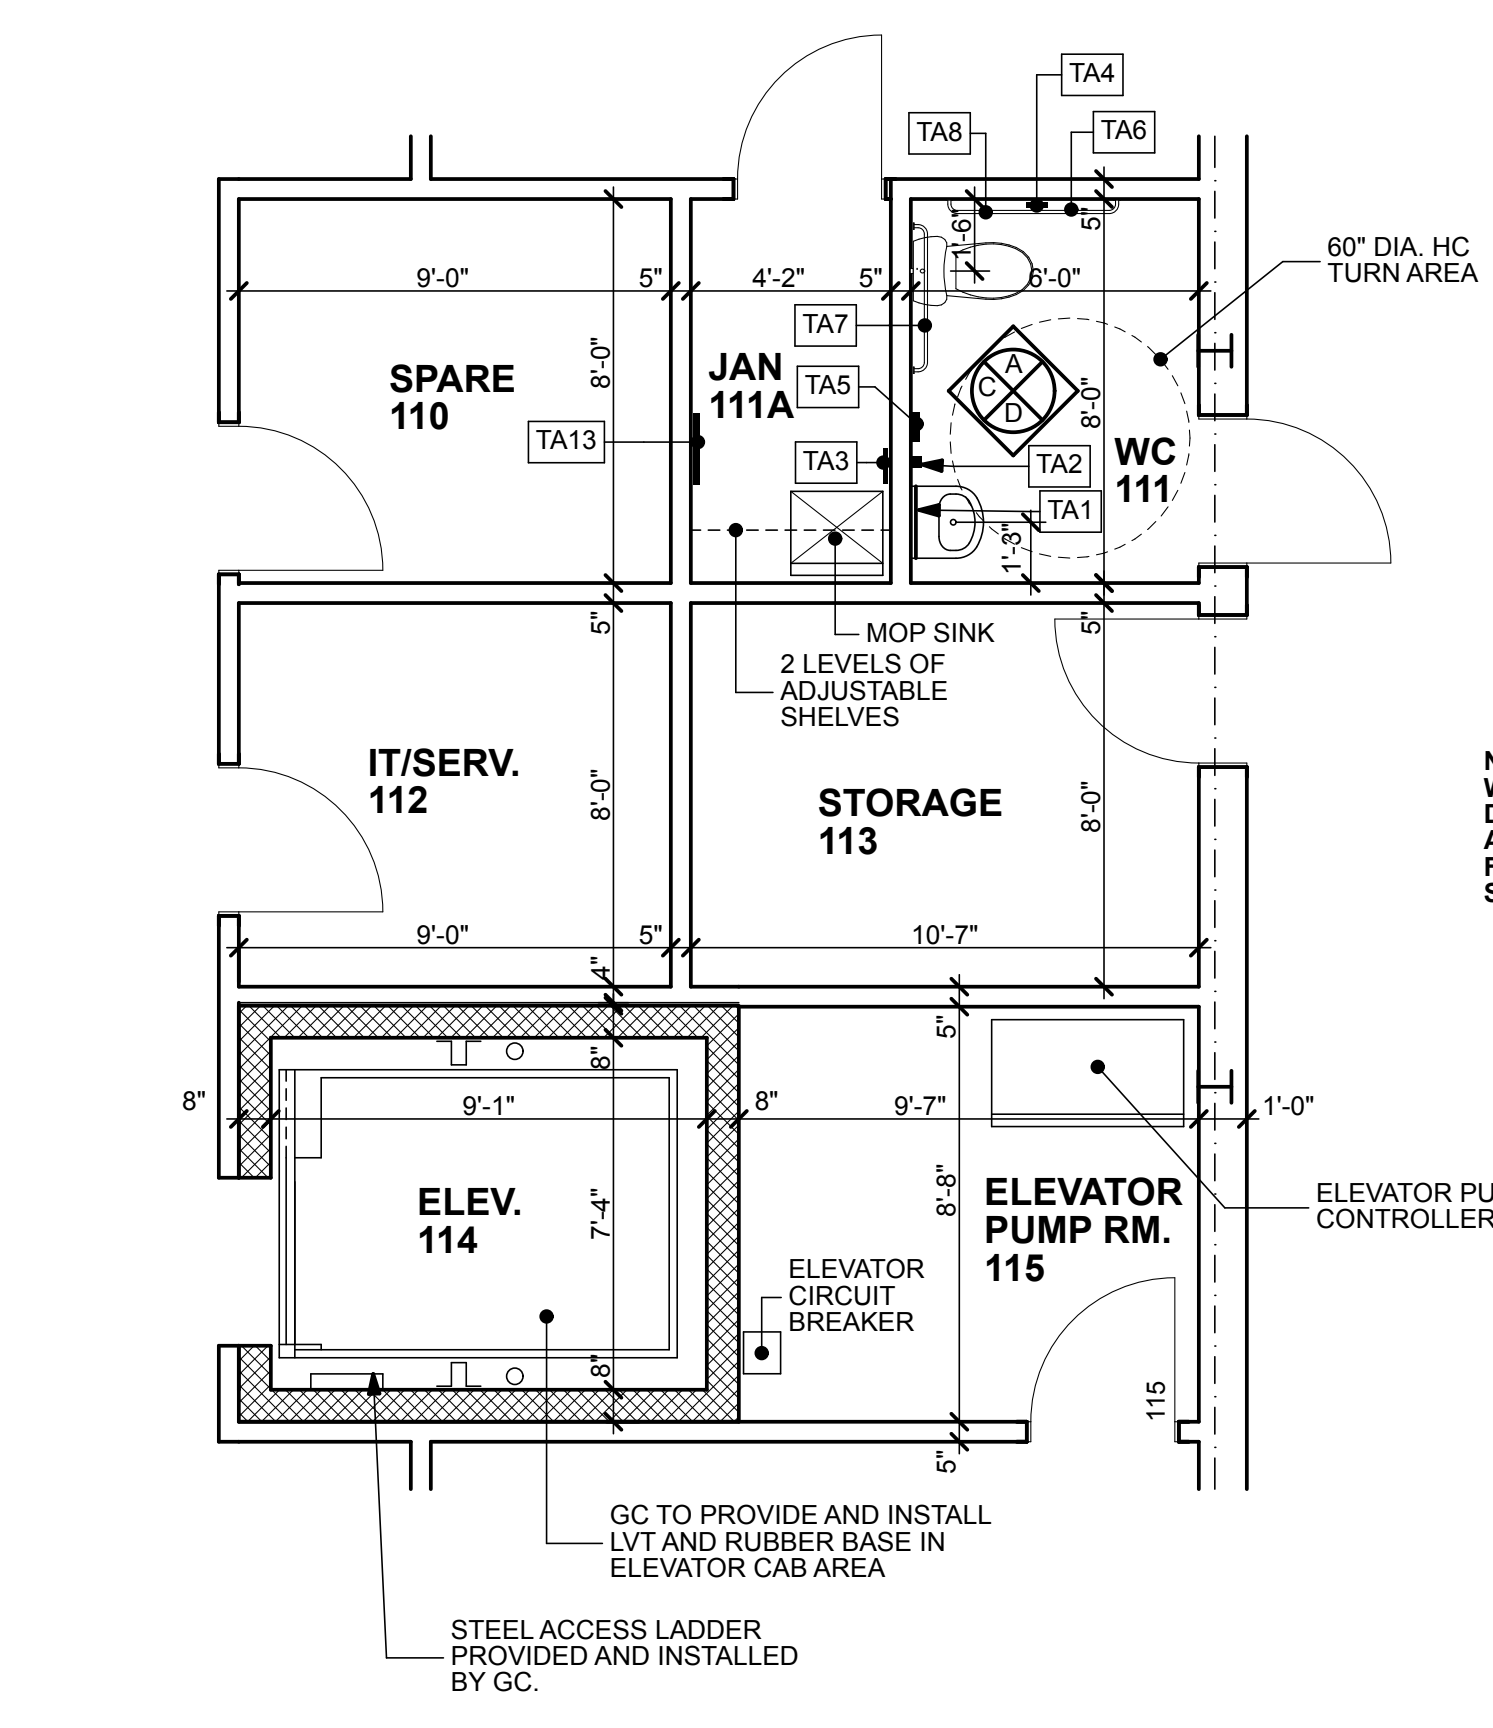 TA4
TA8
TA6
1'-6"
5"
60" DIA. HC
TURN AREA
9'-0"
5"
4'-2"
5"
6'-0"
TA7
SPARE
110
8'-0"
JAN
111A
TA5
A
C
D
8'-0"
TA13
TA3
TA2
WC
111
TA1
1'-3"
5"
MOP SINK
5"
2 LEVELS OF
ADJUSTABLE
SHELVES
IT/SERV.
112
8'-0"
STORAGE
113
8'-0"
N
W
D
A
F
S
9'-0"
5"
10'-7"
4"
5"
8"
8"
9'-1"
8"
9'-7"
1'-0"
ELEV.
114
7'-4"
8'-8"
ELEVATOR
PUMP RM.
115
ELEVATOR PU
CONTROLLER
ELEVATOR
CIRCUIT
BREAKER
8"
115
5"
GC TO PROVIDE AND INSTALL
LVT AND RUBBER BASE IN
ELEVATOR CAB AREA
STEEL ACCESS LADDER
PROVIDED AND INSTALLED
BY GC.